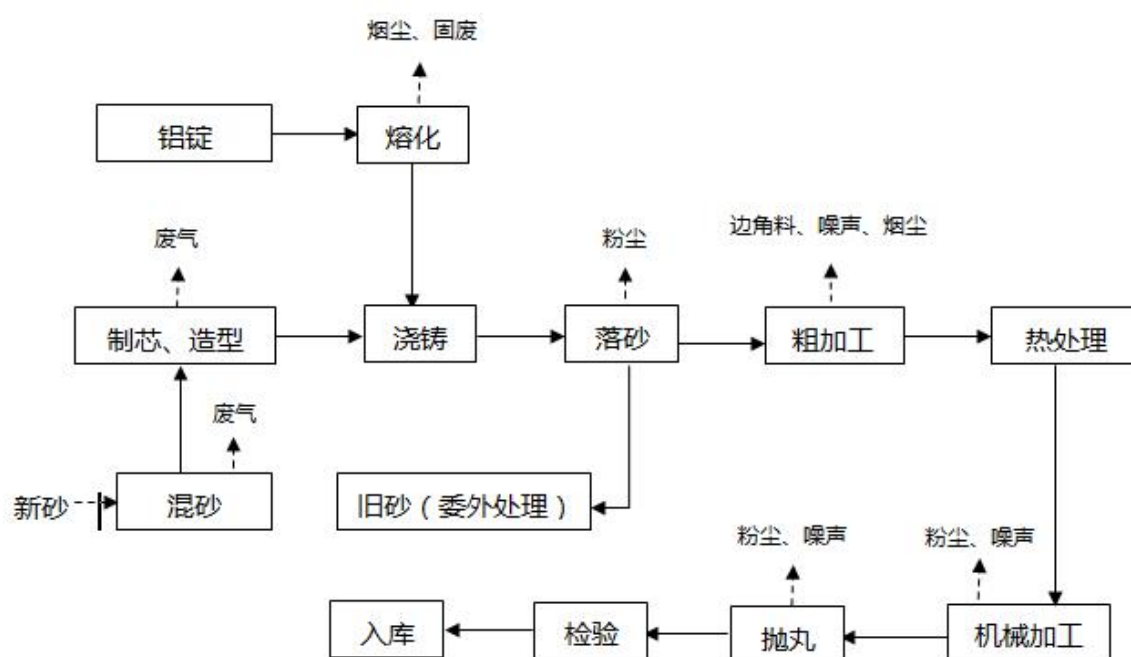 烟尘、固废
铝锭
熔化
废气
粉尘
边角料、噪声、烟尘
制芯、造型
浇铸
落砂
粗加工
热处理
废气
新砂
混砂
旧砂（委外处理）
粉尘、噪声
粉尘、噪声
入库
检验
抛丸
机械加工